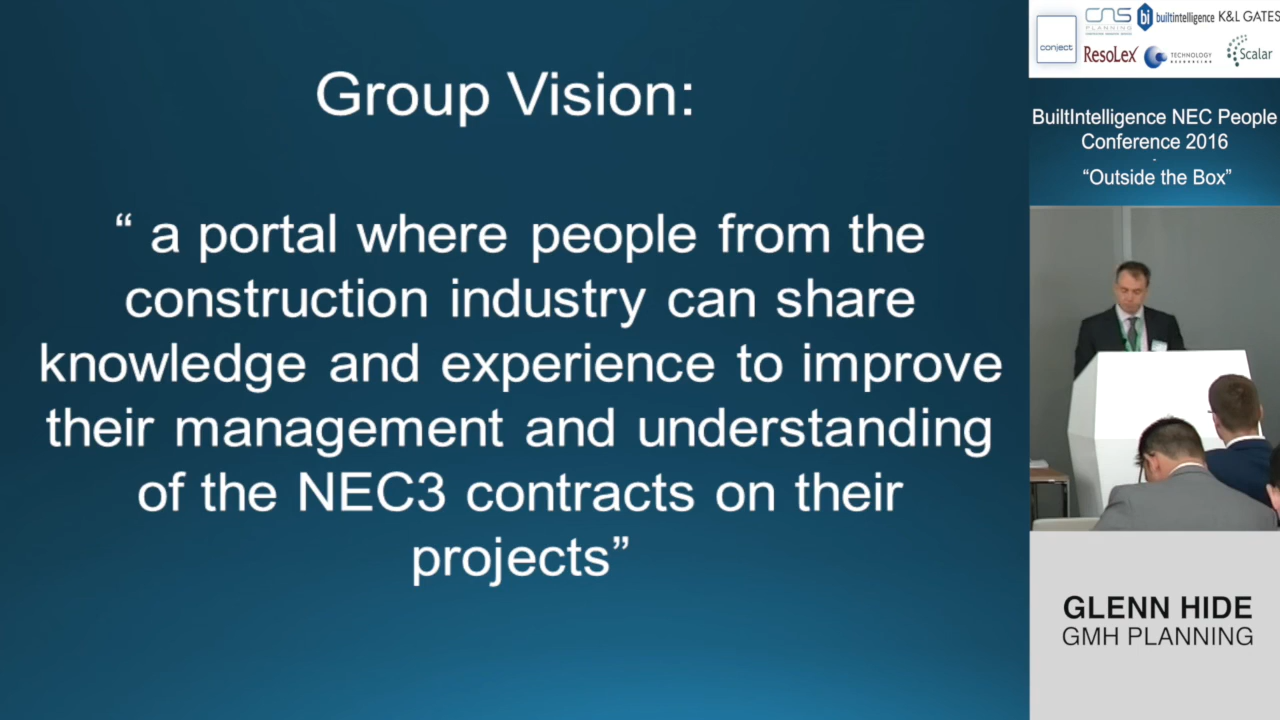 Group Vision:
“ a portal where people from the
construction industry can share
knowledge and experience to improve
their management and understanding
of the NEC3 contracts on their
projects”
conject
CNS
PLANNING
builtintelligence
K&L GATES
ResoLex
TECHNOLOGY
Scalar
BuiltIntelligence NEC People
Conference 2016
-
“Outside the Box”
GLENN HIDE
GMH PLANNING